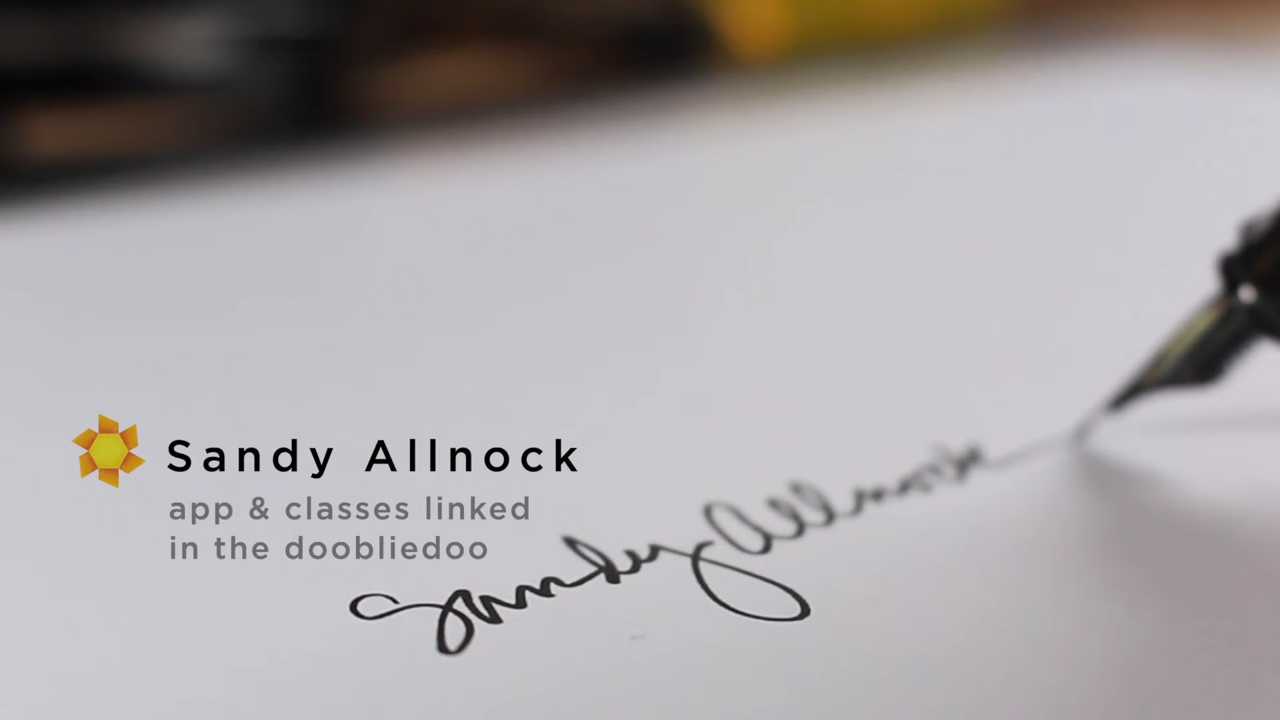 Sandy Allnock
app & classes linked
in the doobliedoo
Sandy Allnock